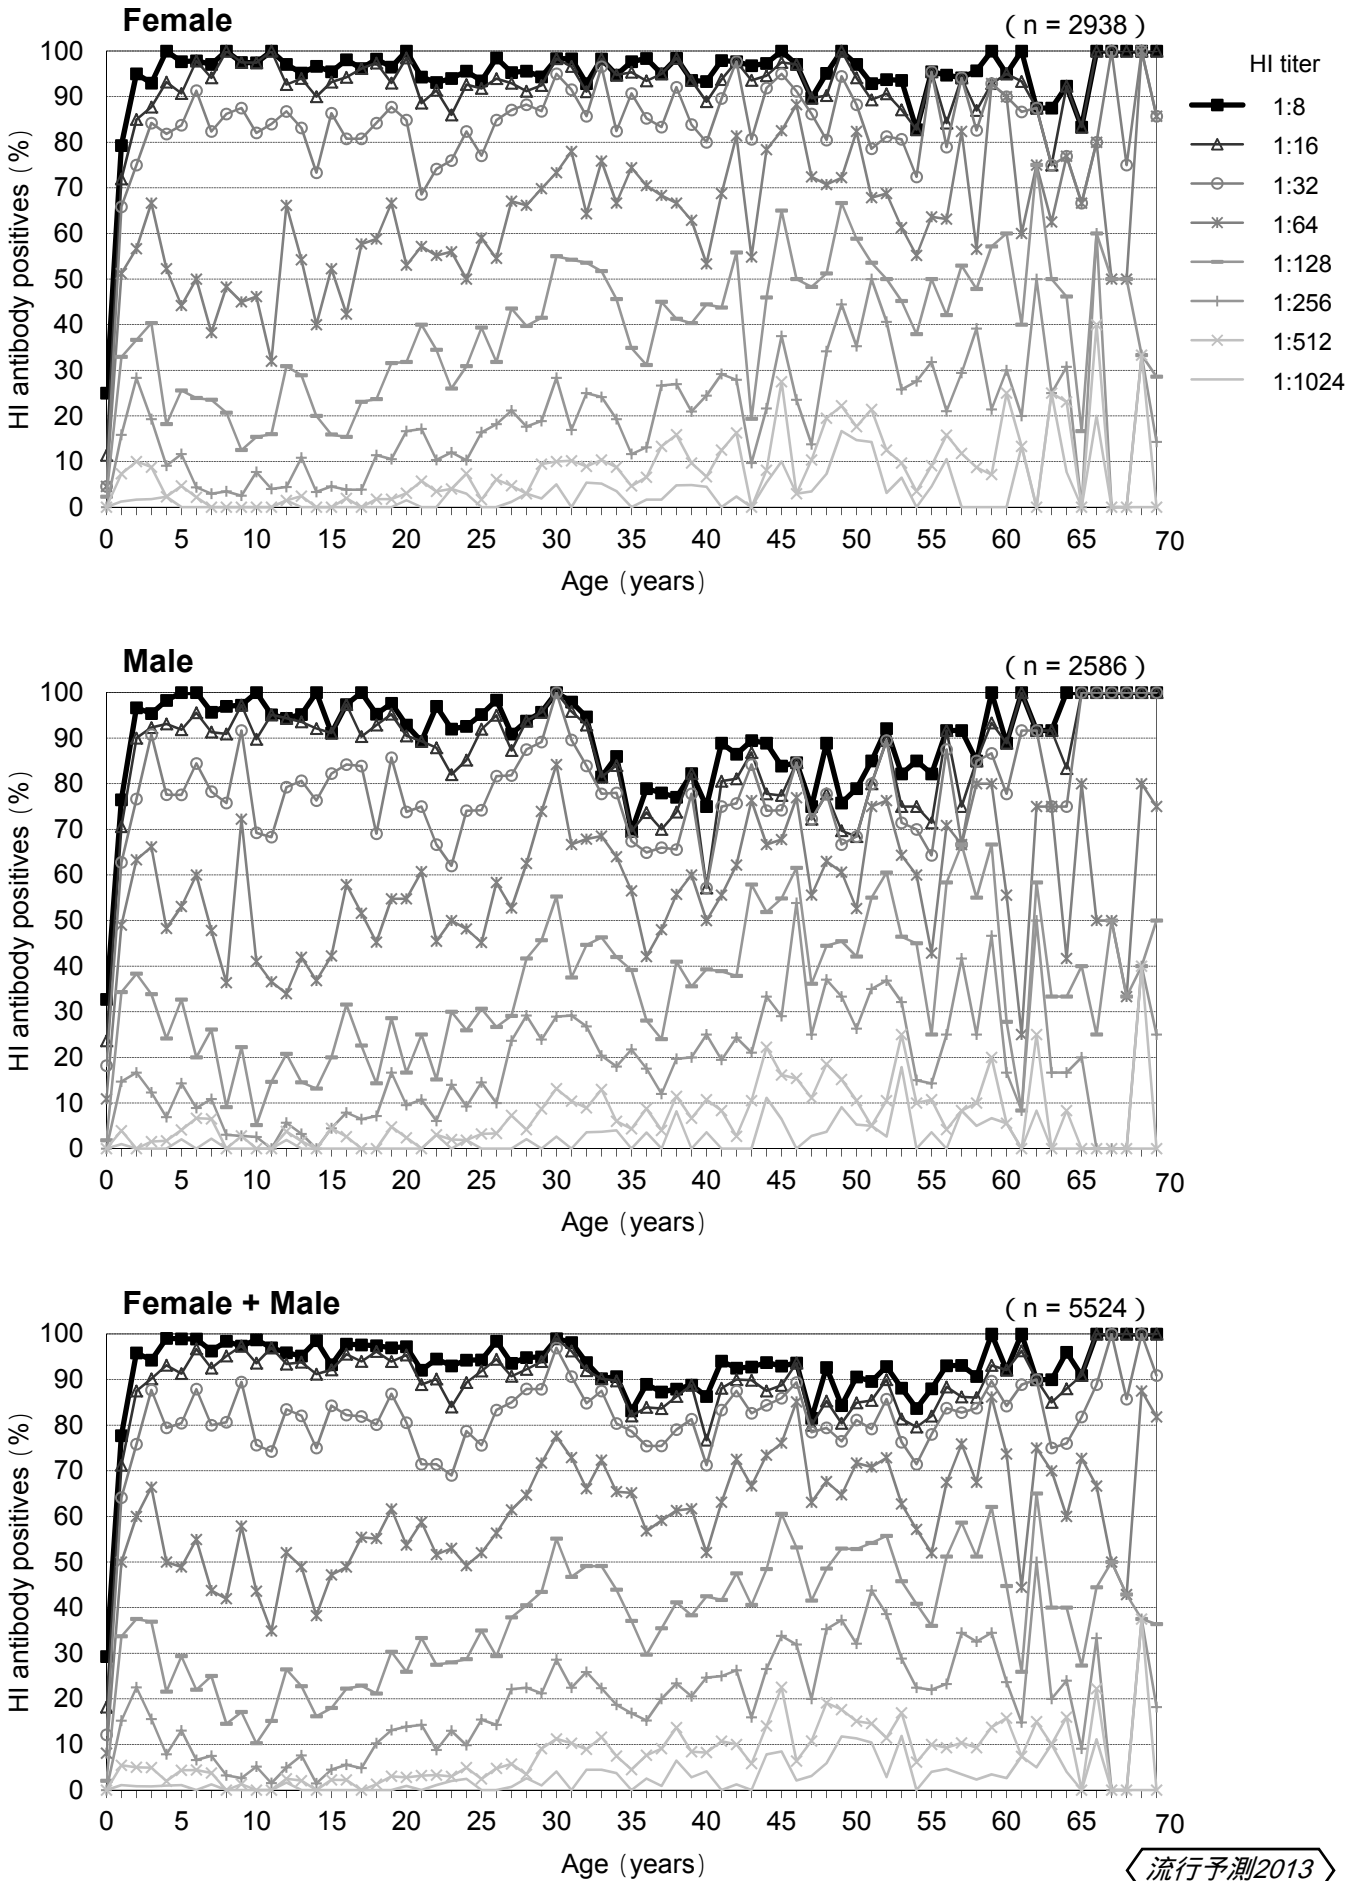 Female
( n = 2938 )
HI titer
1:8
1:16
1:32
1:64
1:128
1:256
1:512
1:1024
HI antibody positives (%)
100
90
80
70
60
50
40
30
20
10
0
0 5 10 15 20 25 30 35 40 45 50 55 60 65 70
Age (years)
Male
( n = 2586 )
HI antibody positives (%)
100
90
80
70
60
50
40
30
20
10
0
0 5 10 15 20 25 30 35 40 45 50 55 60 65 70
Age (years)
Female + Male
( n = 5524 )
HI antibody positives (%)
100
90
80
70
60
50
40
30
20
10
0
0 5 10 15 20 25 30 35 40 45 50 55 60 65 70
Age (years)
流行予測2013